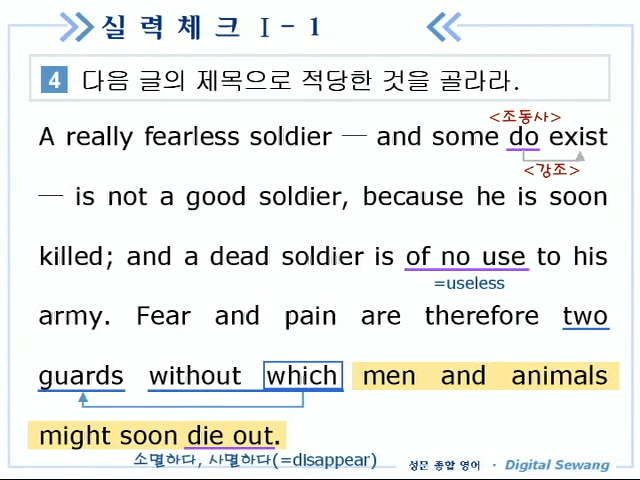 실력체크 I - 1
4 다음 글의 제목으로 적당한 것을 골라라.
<조동사>
A really fearless soldier — and some do exist
<강조>
— is not a good soldier, because he is soon
killed; and a dead soldier is of no use to his
=useless
army. Fear and pain are therefore two
guards without which men and animals
might soon die out.
소멸하다, 사멸하다(=disappear)
성문 종합 영어 · Digital Sewang